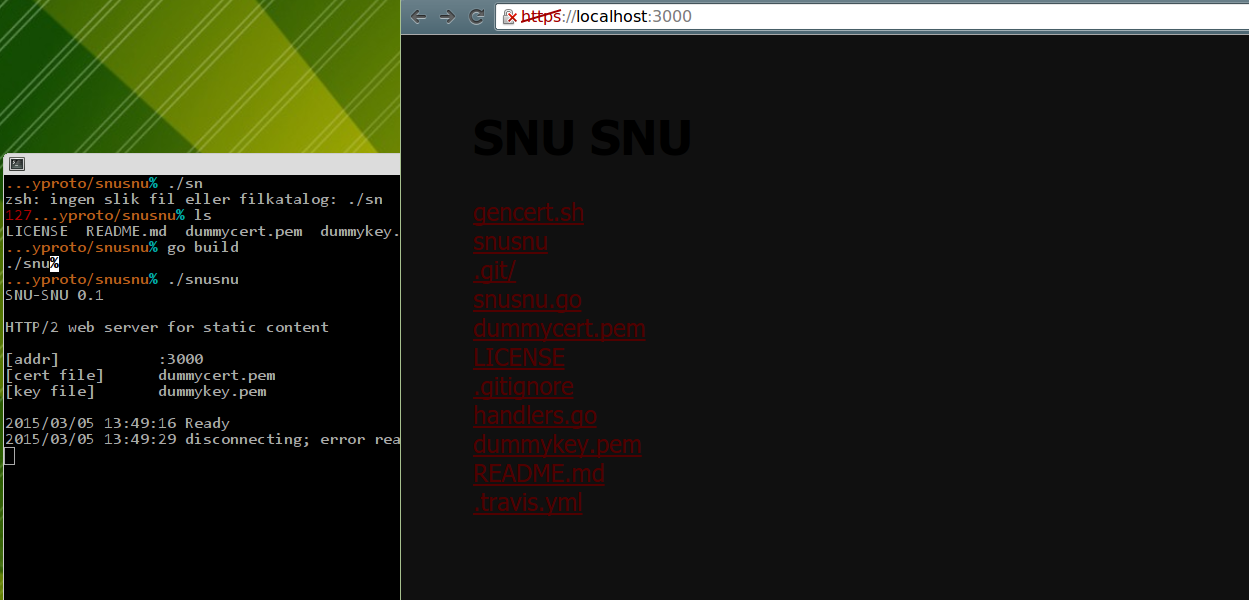 ...yproto/snusnu% ./sn
zsh: ingen slik fil eller filkatalog: ./sn
127...yproto/snusnu% ls
LICENSE  README.md  dummycert.pem  dummykey.
...yproto/snusnu% go build
./snu%
...yproto/snusnu% ./snusnu
SNU-SNU 0.1
HTTP/2 web server for static content
[addr]           :3000
[cert file]      dummycert.pem
[key file]       dummykey.pem
2015/03/05 13:49:16 Ready
2015/03/05 13:49:29 disconnecting; error rea
https://localhost:3000
SNU SNU
gencert.sh
snusnu
.git/
snusnu.go
dummycert.pem
LICENSE
.gitignore
handlers.go
dummykey.pem
README.md
.travis.yml